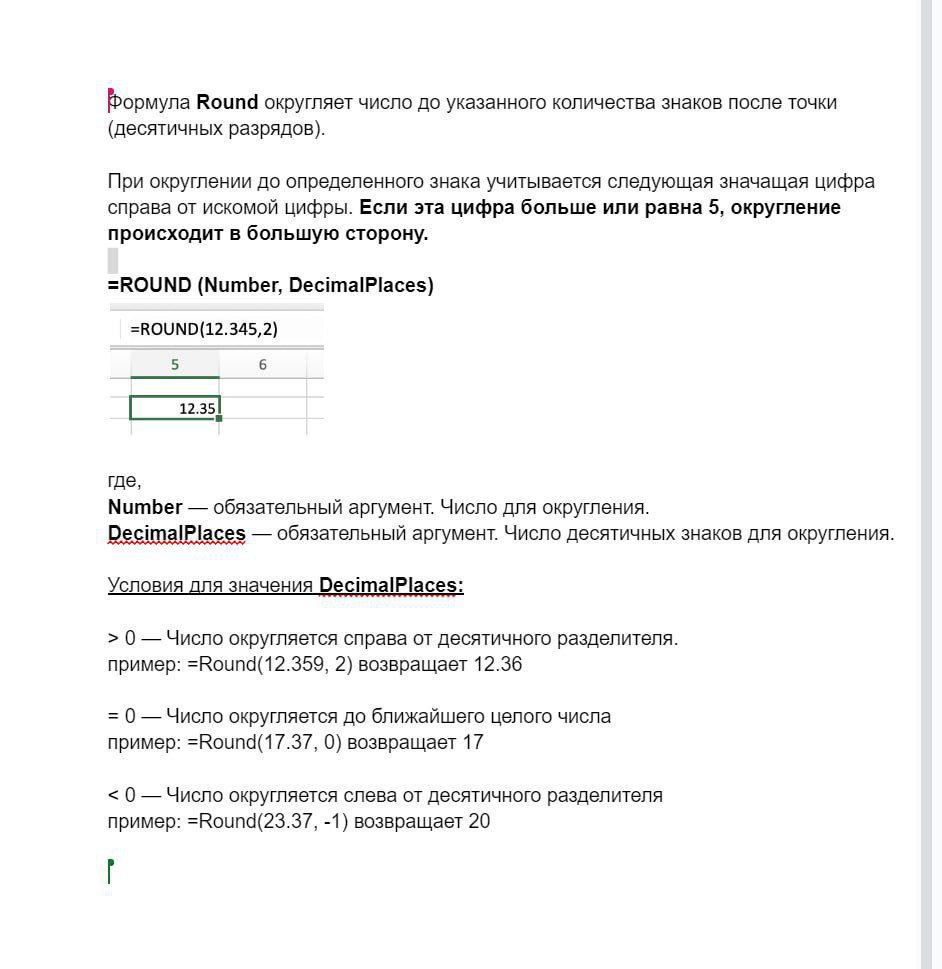 Формула Round округляет число до указанного количества знаков после точки
(десятичных разрядов).
При округлении до определенного знака учитывается следующая значащая цифра
справа от искомой цифры. Если эта цифра больше или равна 5, округление
происходит в большую сторону.
=ROUND (Number, DecimalPlaces)
=ROUND(12.345,2)
5 6
12.35
где,
Number — обязательный аргумент. Число для округления.
DecimalPlaces — обязательный аргумент. Число десятичных знаков для округления.
Условия для значения DecimalPlaces:
> 0 — Число округляется справа от десятичного разделителя.
пример: =Round(12.359, 2) возвращает 12.36
= 0 — Число округляется до ближайшего целого числа
пример: =Round(17.37, 0) возвращает 17
< 0 — Число округляется слева от десятичного разделителя
пример: =Round(23.37, -1) возвращает 20